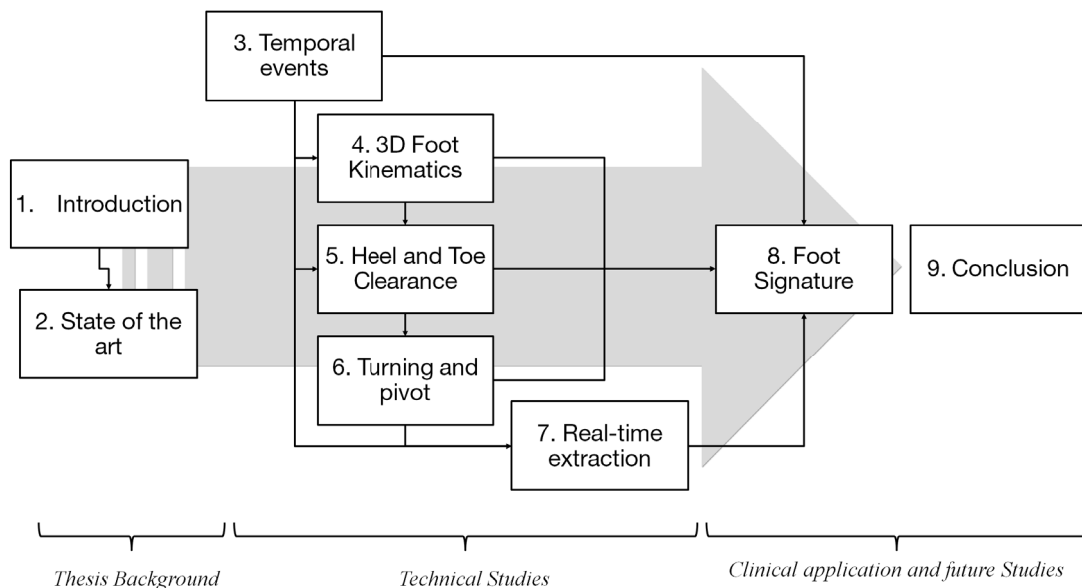 3. Temporal
events
4. 3D Foot
Kinematics
1. Introduction
5. Heel and Toe
Clearance
8. Foot
Signature
9. Conclusion
2. State of the
art
6. Turning and
pivot
7. Real-time
extraction
Thesis Background
Technical Studies
Clinical application and future Studies